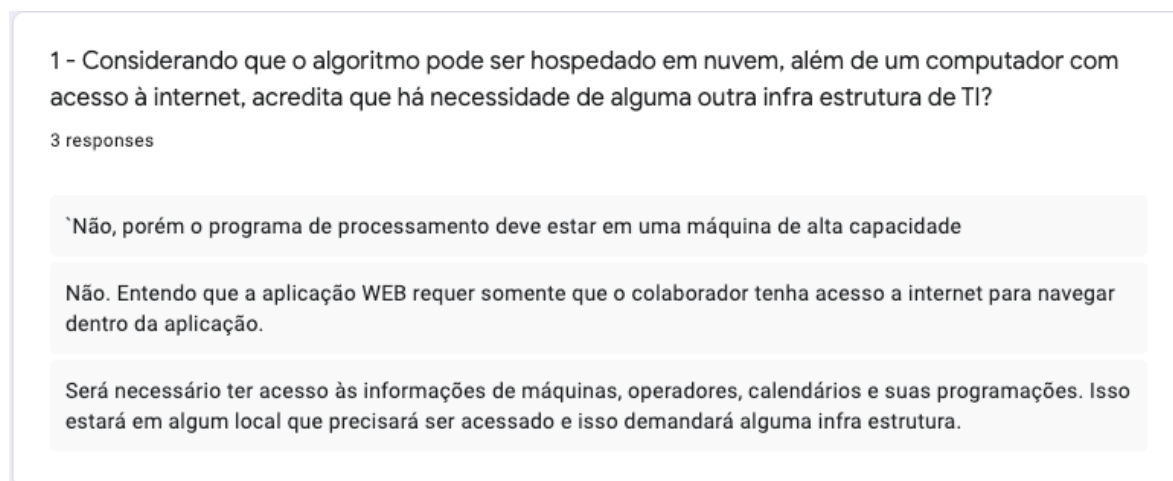 1 - Considerando que o algoritmo pode ser hospedado em nuvem, além de um computador com
acesso à internet, acredita que há necessidade de alguma outra infra estrutura de TI?
3 responses
`Não, porém o programa de processamento deve estar em uma máquina de alta capacidade
Não. Entendo que a aplicação WEB requer somente que o colaborador tenha acesso a internet para navegar
dentro da aplicação.
Será necessário ter acesso às informações de máquinas, operadores, calendários e suas programações. Isso
estará em algum local que precisará ser acessado e isso demandará alguma infra estrutura.